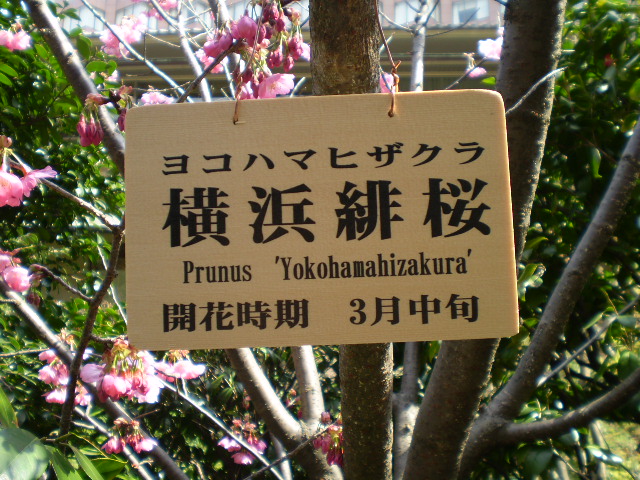 ヨコハマヒザクラ
横浜緋桜
Prunus 'Yokohamahizakura'
開花時期 3月中旬